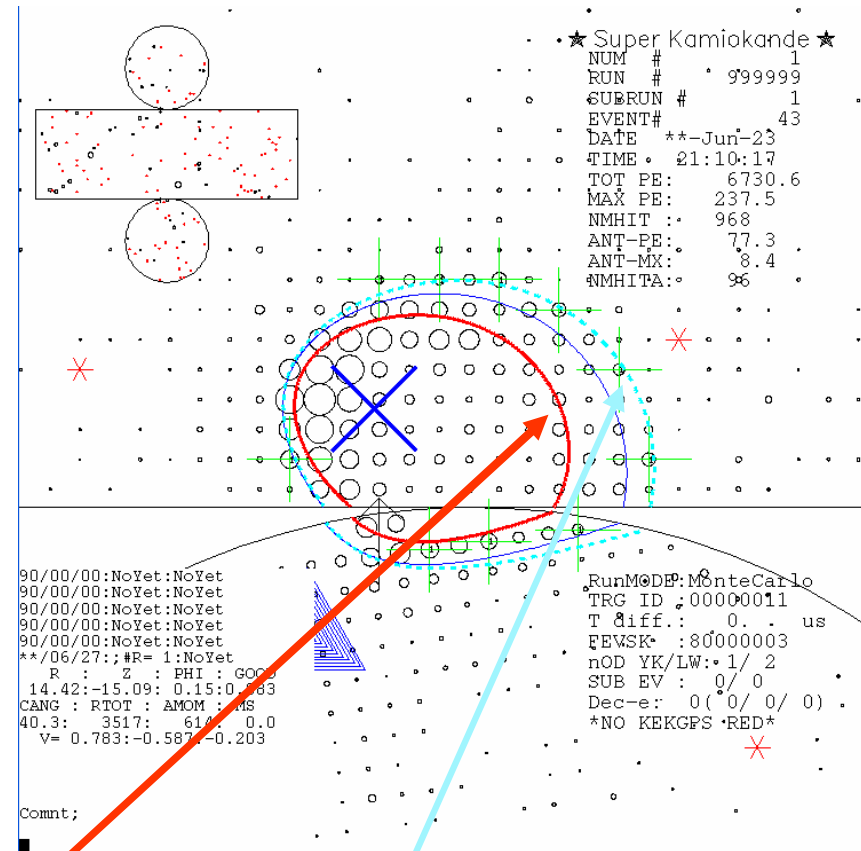 ★ Super Kamiokande ★
NUM # 1
RUN # 999999
SUBRUN # 1
EVENT# 43
DATE **-Jun-23
TIME 21:10:17
TOT PE: 6730.6
MAX PE: 237.5
NMHIT : 968
ANT-PE: 77.3
ANT-MX: 8.4
NMHITA: 96
90/00/00:NoYet:NoYet
90/00/00:NoYet:NoYet
90/00/00:NoYet:NoYet
90/00/00:NoYet:NoYet
90/00/00:NoYet:NoYet
**/06/27:;#R= 1:NoYet
R : Z : PHI : GOOD
14.42:-15.09: 0.15:0.883
CANG : RTOT : AMOM : MS
40.3: 3517: 614: 0.0
V= 0.783:-0.587:-0.203
Comnt;
RunMODE:MonteCarlo
TRG ID :00000011
T diff.: 0. us
FEVSK :80000003
nOD YK/LW: 1/ 2
SUB EV : 0/ 0
Dec-e: 0( 0/ 0/ 0)
*NO KEKGPS RED*